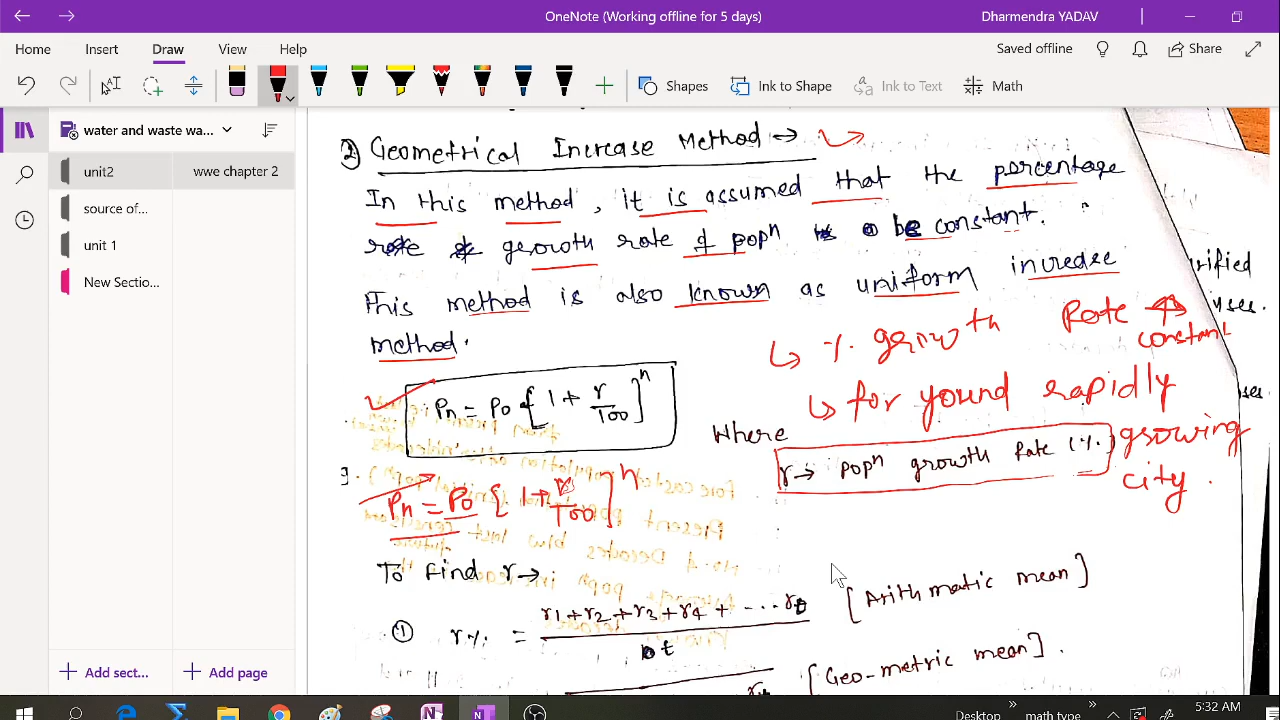 OneNote (Working offline for 5 days)
Dharmendra YADAV
Home Insert Draw View Help
Saved offline
Share
Shapes
Ink to Shape
Ink to Text
Math
water and waste wa...
unit2
source of...
unit 1
New Sectio...
wwe chapter 2
2) Geometrical Increase Method →
In this method, it is assumed that the percentage
growth rate of popⁿ be constant.
This method is also known as uniform increase
method.
% growth Rate
constant
for yound rapidly
growing
city.
Pn = Po [1 + r/100]ⁿ
Where
r → popⁿ growth Rate (%)
Pn = Po [1 + r/100]ⁿ
To find r →
① r% = r1+r2+r3+r4+ ... rt / t [Arithmatic mean]
[Geo-metric mean].
Add sect...
Add page
Desktop
math type
5:32 AM